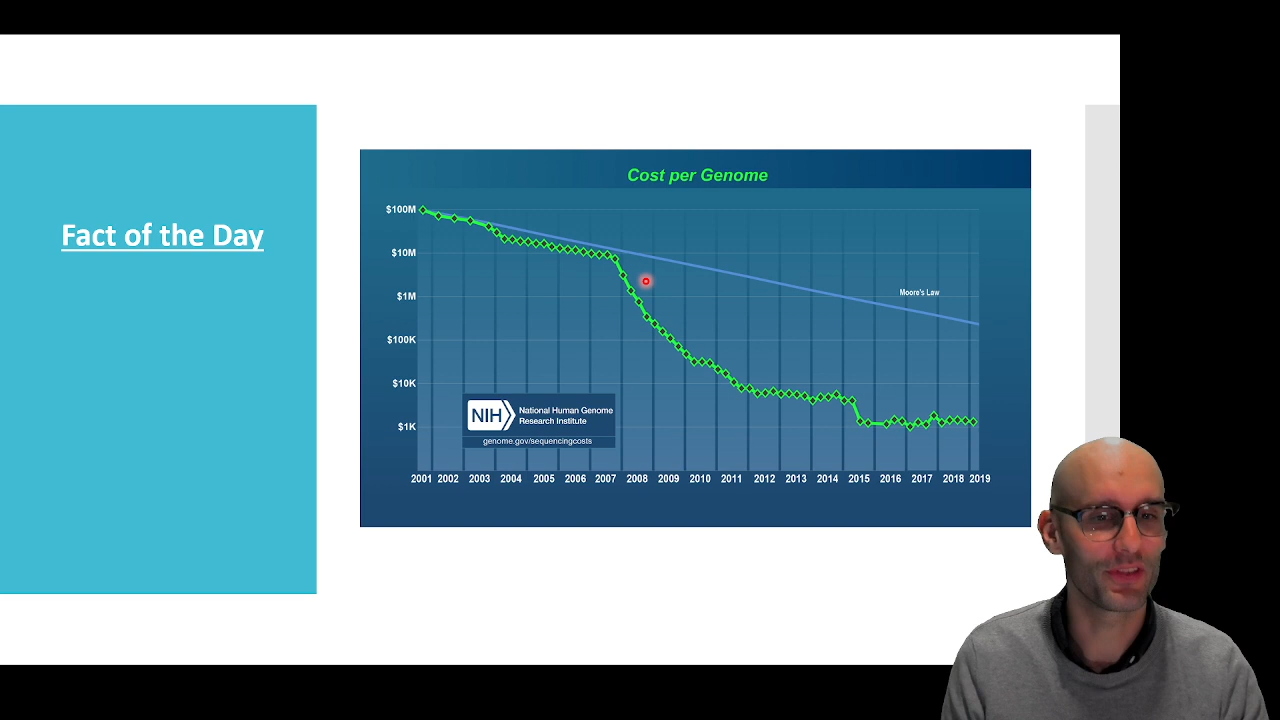 Fact of the Day
Cost per Genome
$100M
$10M
$1M
$100K
$10K
$1K
Moore's Law
NIH
National Human Genome
Research Institute
genome.gov/sequencingcosts
2001 2002 2003 2004 2005 2006 2007 2008 2009 2010 2011 2012 2013 2014 2015 2016 2017 2018 2019